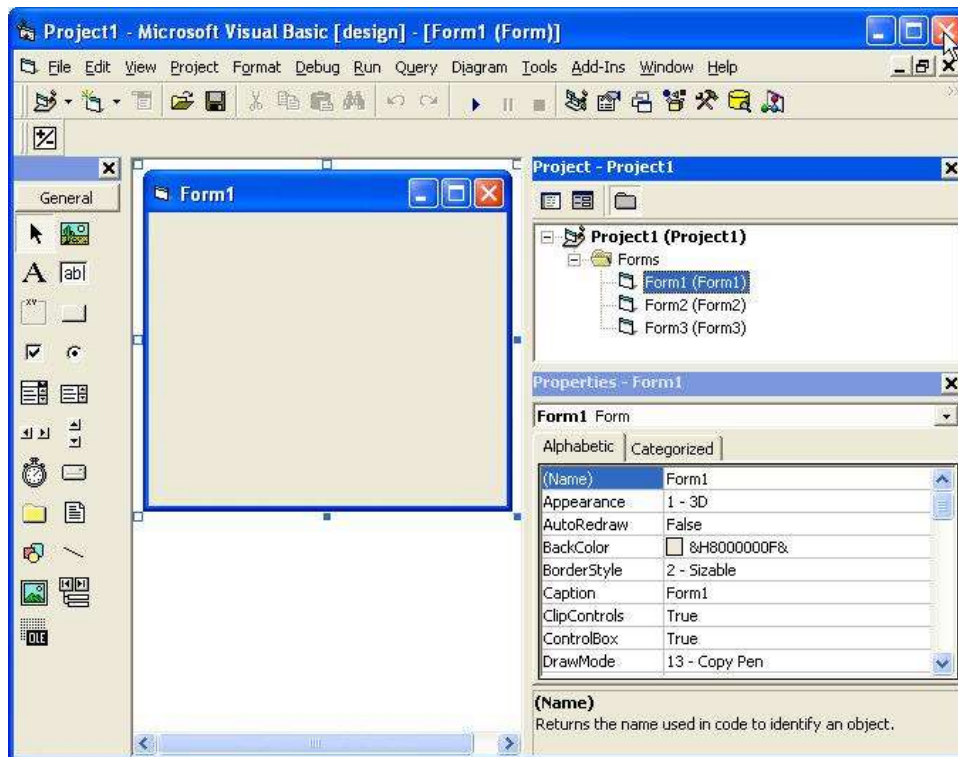 Project1 - Microsoft Visual Basic [design] - [Form1 (Form)]
File Edit View Project Format Debug Run Query Diagram Tools Add-Ins Window Help
General
A ab|
XY
OLE
Form1
Project - Project1
Project1 (Project1)
Forms
Form1 (Form1)
Form2 (Form2)
Form3 (Form3)
Properties - Form1
Form1 Form
Alphabetic Categorized
(Name) Form1
Appearance 1 - 3D
AutoRedraw False
BackColor &H8000000F&
BorderStyle 2 - Sizable
Caption Form1
ClipControls True
ControlBox True
DrawMode 13 - Copy Pen
(Name)
Returns the name used in code to identify an object.